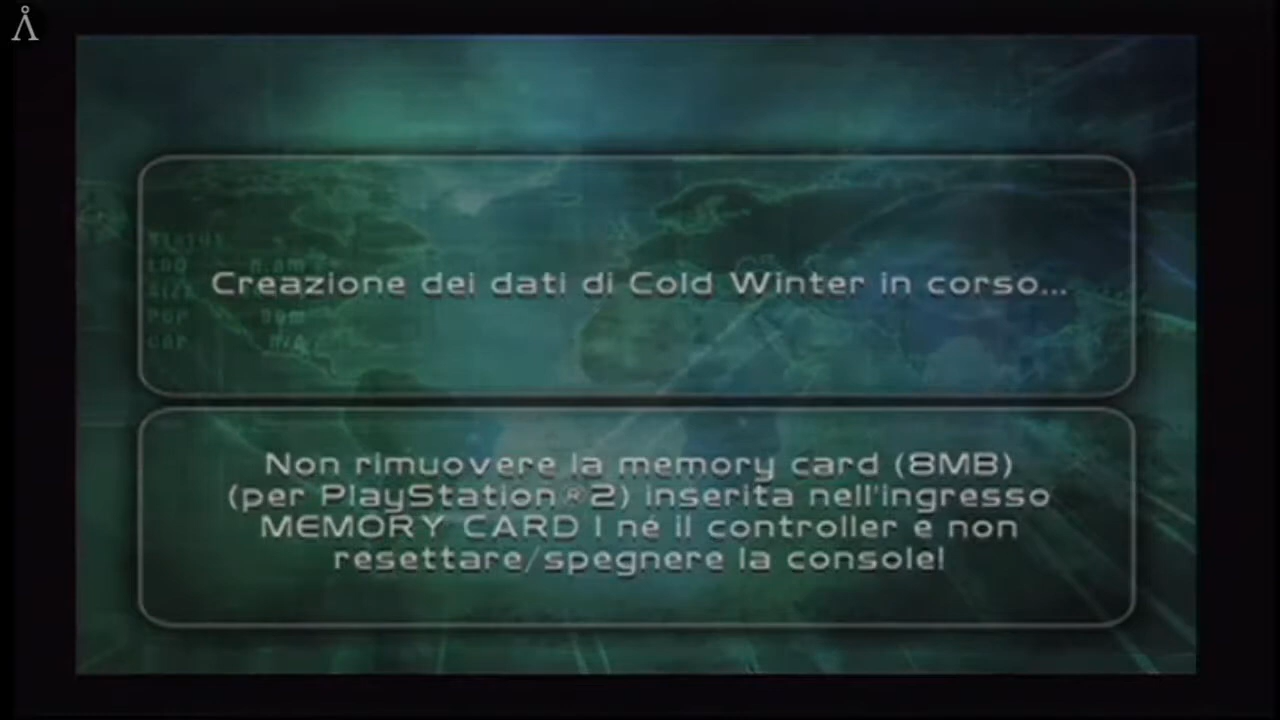 Å
Creazione dei dati di Cold Winter in corso...
Non rimuovere la memory card (8MB)
(per PlayStation®2) inserita nell'ingresso
MEMORY CARD 1 né il controller e non
resettare/spegnere la console!